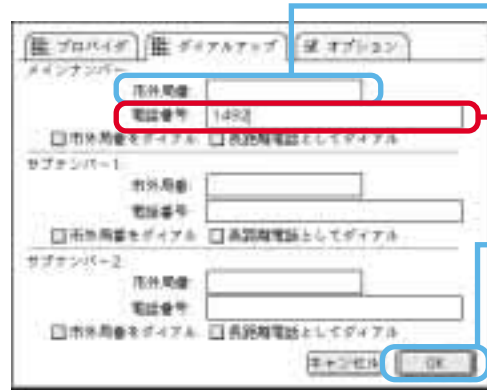 プロバイダ ダイアルアップ オプション
メインナンバー
市外局番
電話番号 1492
市外局番をダイアル 長距離電話としてダイアル
サブナンバー1
市外局番
電話番号
市外局番をダイアル 長距離電話としてダイアル
サブナンバー2
市外局番
電話番号
市外局番をダイアル 長距離電話としてダイアル
キャンセル OK